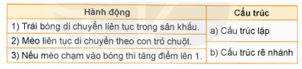 Hành động
Cấu trúc
1) Trái bóng di chuyển liên tục trong sân khấu.
2) Mèo liên tục di chuyển theo con trỏ chuột.
3) Nếu mèo chạm vào bóng thì tăng điểm lên 1.
a) Cấu trúc lặp
b) Cấu trúc rẽ nhánh